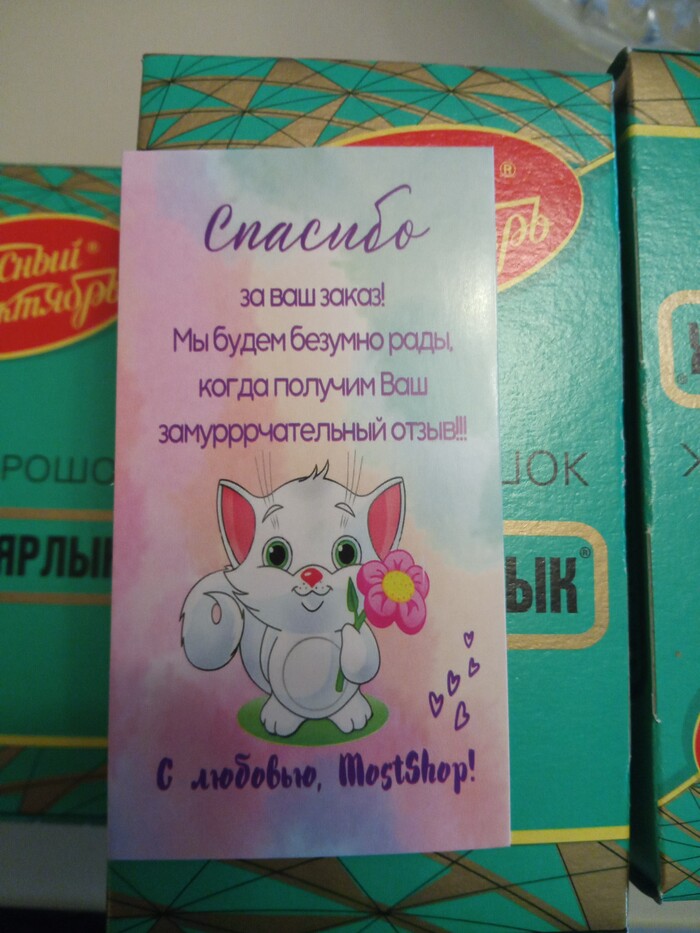 Спасибо
за ваш заказ!
Мы будем безумно рады,
когда получим Ваш
замурррчательный отзыв!!!
С любовью, MostShop!